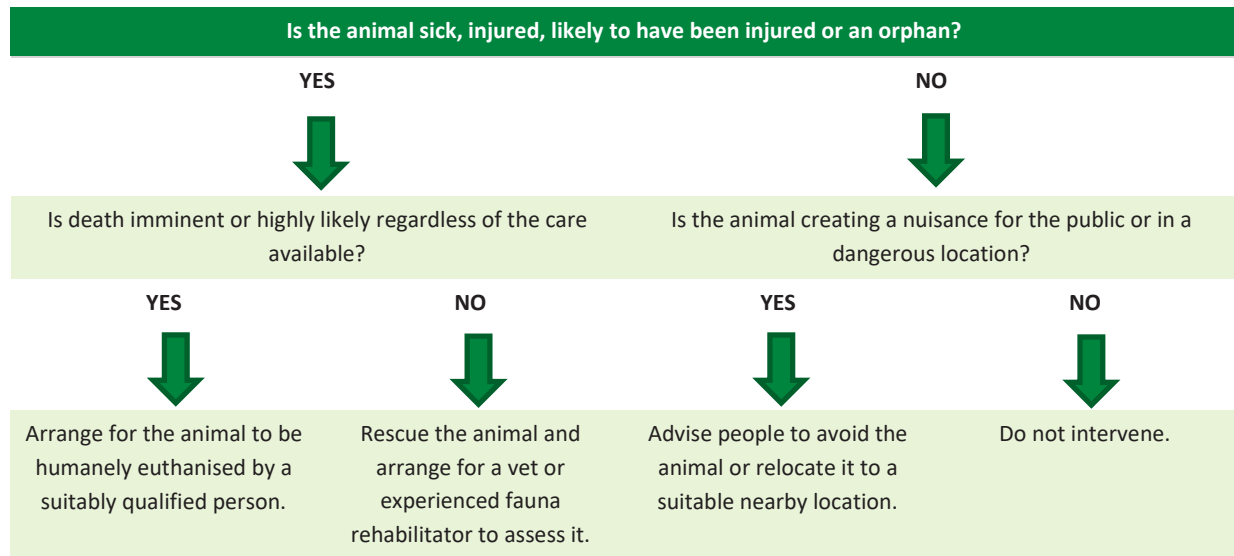 Is the animal sick, injured, likely to have been injured or an orphan?
YES
NO
Is death imminent or highly likely regardless of the care
available?
Is the animal creating a nuisance for the public or in a
dangerous location?
YES
NO
YES
NO
Arrange for the animal to be
humanely euthanised by a
suitably qualified person.
Rescue the animal and
arrange for a vet or
experienced fauna
rehabilitator to assess it.
Advise people to avoid the
animal or relocate it to a
suitable nearby location.
Do not intervene.